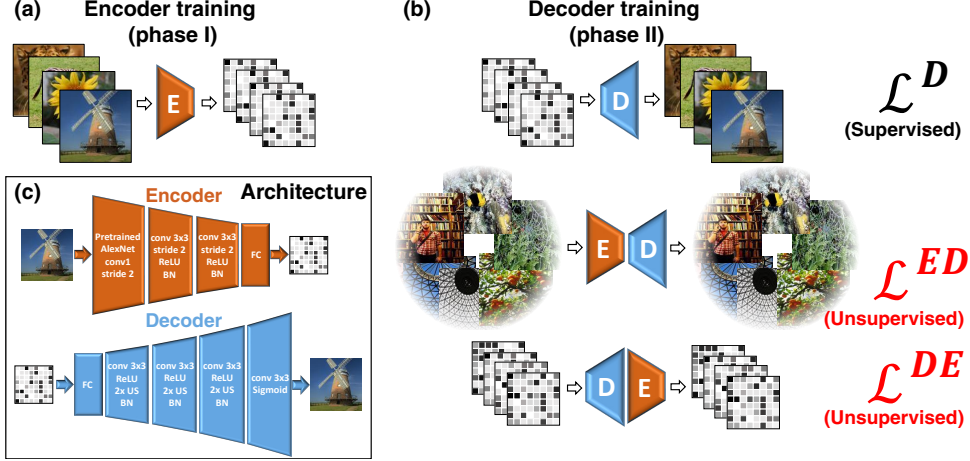 (a) Encoder training
(phase I)
E
(b) Decoder training
(phase II)
D
ℒ^D
(Supervised)
E D
ℒ^{ED}
(Unsupervised)
D E
ℒ^{DE}
(Unsupervised)
(c) Architecture
Encoder
Pretrained
AlexNet
conv1
stride 2
conv 3x3
stride 2
ReLU
BN
conv 3x3
stride 2
ReLU
BN
FC
Decoder
FC
conv 3x3
ReLU
2x US
BN
conv 3x3
ReLU
2x US
BN
conv 3x3
ReLU
2x US
BN
conv 3x3
Sigmoid